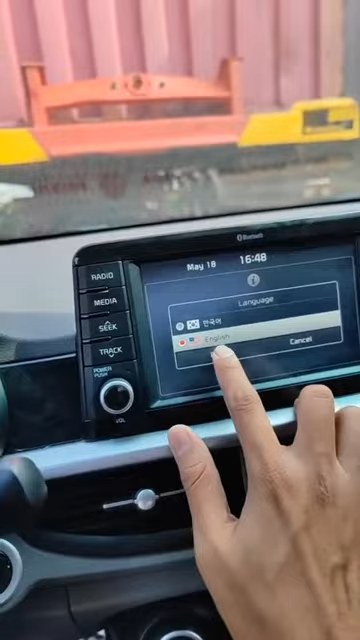 Bluetooth
May 18 16:48
RADIO
MEDIA
SEEK
TRACK
POWER
PUSH
VOL
Language
한국어
English
Cancel